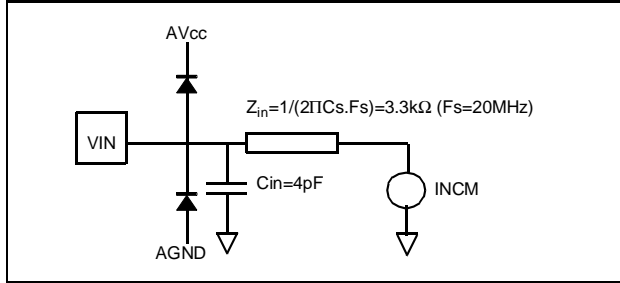 AVcc
Zin=1/(2ΠCs.Fs)=3.3kΩ (Fs=20MHz)
VIN
Cin=4pF
INCM
AGND